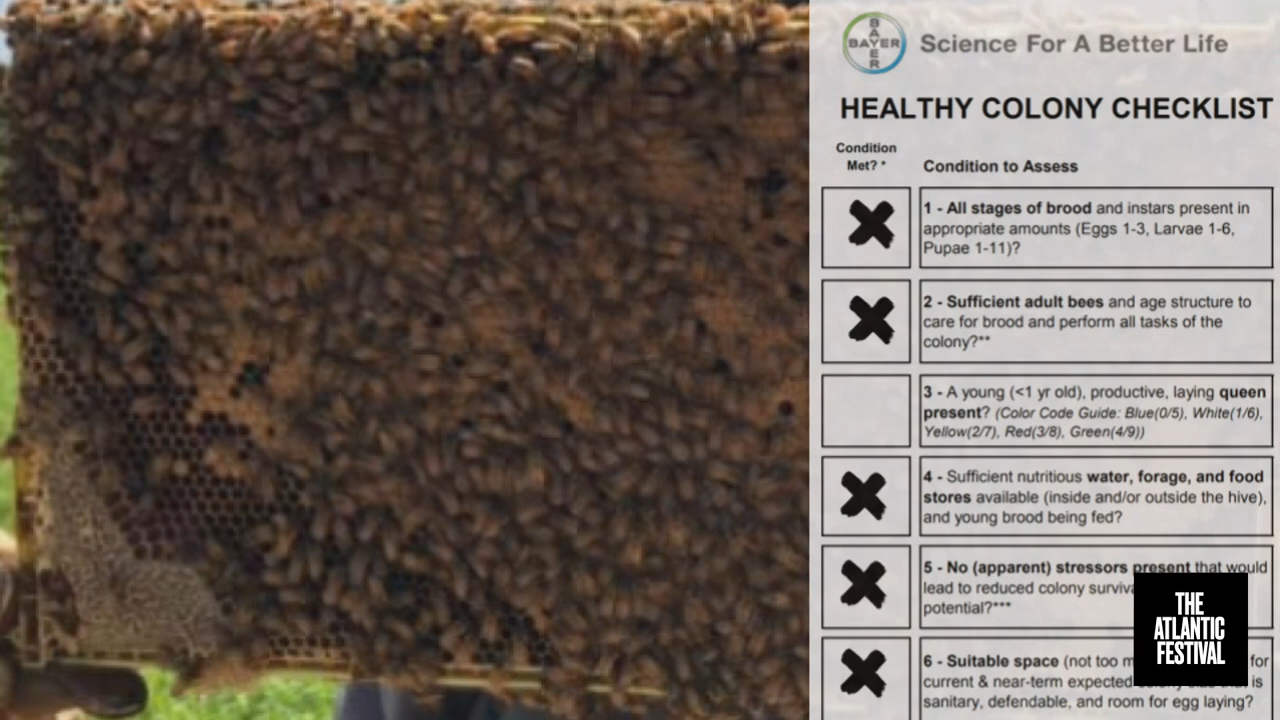 BAYER
BAYER
Science For A Better Life
HEALTHY COLONY CHECKLIST
Condition
Met? *
Condition to Assess
1 - All stages of brood and instars present in
appropriate amounts (Eggs 1-3, Larvae 1-6,
Pupae 1-11)?
2 - Sufficient adult bees and age structure to
care for brood and perform all tasks of the
colony?**
3 - A young (<1 yr old), productive, laying queen
present? (Color Code Guide: Blue(0/5), White(1/6),
Yellow(2/7), Red(3/8), Green(4/9))
4 - Sufficient nutritious water, forage, and food
stores available (inside and/or outside the hive),
and young brood being fed?
5 - No (apparent) stressors present that would
lead to reduced colony
potential?***
6 - Suitable space (not too for
current & near-term expected is
sanitary, defendable, and room for egg laying?
THE
ATLANTIC
FESTIVAL